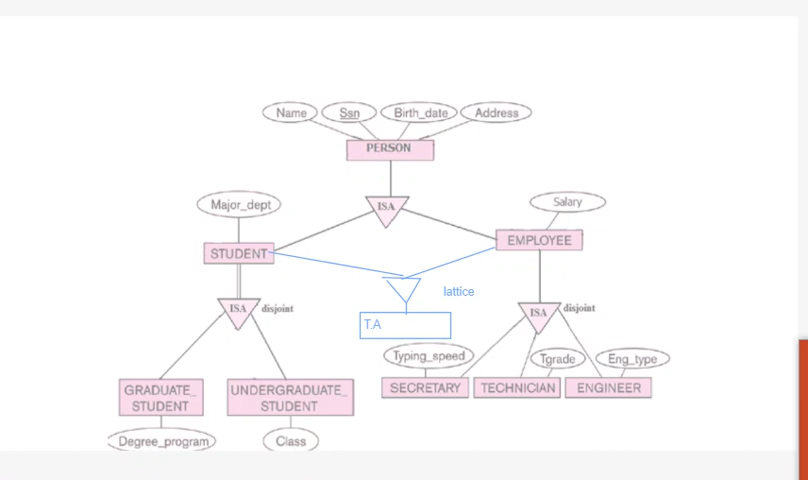 Name
Ssn
Birth_date
Address
PERSON
ISA
Major_dept
Salary
STUDENT
EMPLOYEE
lattice
T.A
ISA
disjoint
ISA
disjoint
Typing_speed
Tgrade
Eng_type
GRADUATE_
STUDENT
UNDERGRADUATE_
STUDENT
SECRETARY
TECHNICIAN
ENGINEER
Degree_program
Class